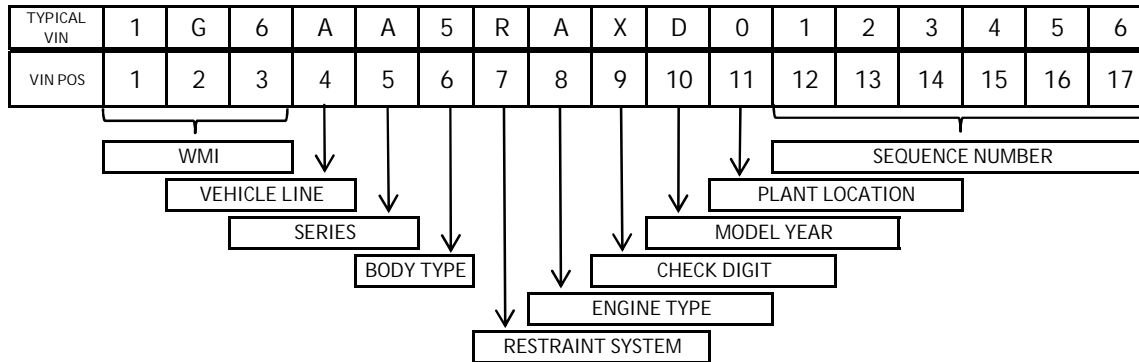 TYPICAL VIN 1 G 6 A A 5 R A X D 0 1 2 3 4 5 6
VIN POS 1 2 3 4 5 6 7 8 9 10 11 12 13 14 15 16 17
WMI SEQUENCE NUMBER
VEHICLE LINE PLANT LOCATION
SERIES MODEL YEAR
BODY TYPE CHECK DIGIT
ENGINE TYPE
RESTRAINT SYSTEM